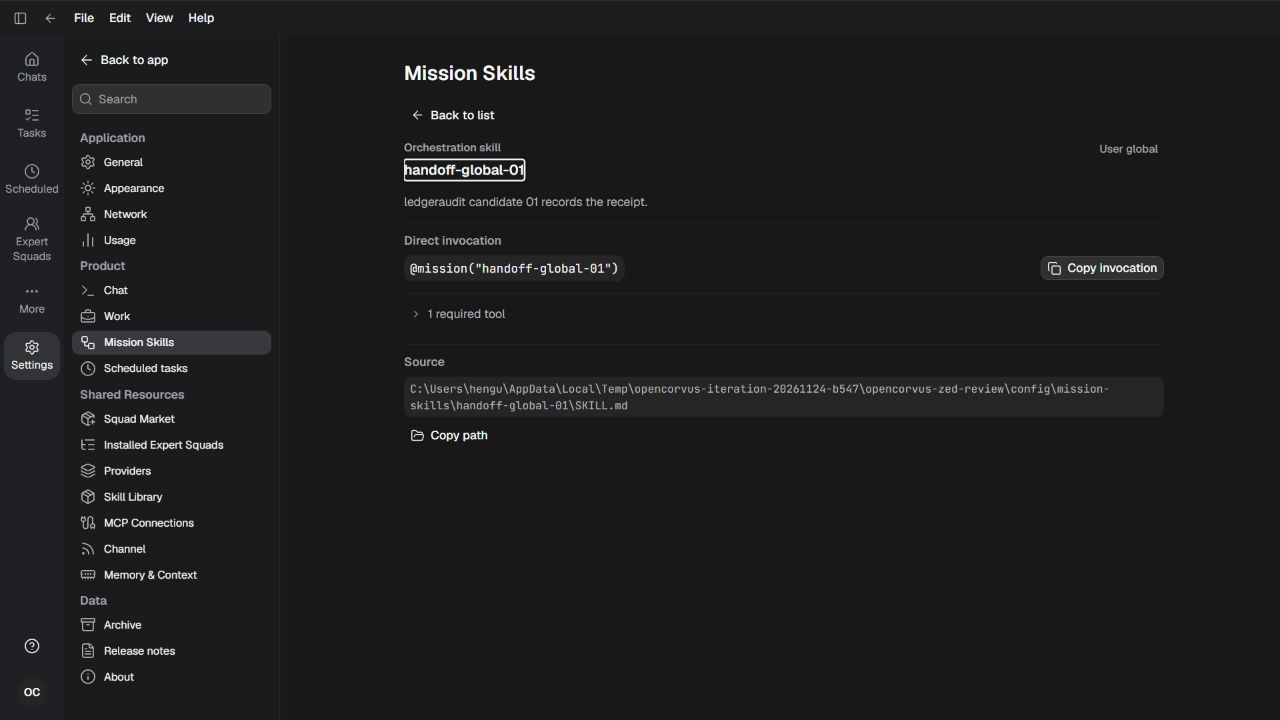 File Edit View Help
Chats
Tasks
Scheduled
Expert
Squads
More
Settings
OC
Back to app
Search
Application
General
Appearance
Network
Usage
Product
Chat
Work
Mission Skills
Scheduled tasks
Shared Resources
Squad Market
Installed Expert Squads
Providers
Skill Library
MCP Connections
Channel
Memory & Context
Data
Archive
Release notes
About
Mission Skills
Back to list
Orchestration skill
User global
handoff-global-01
ledgeraudit candidate 01 records the receipt.
Direct invocation
@mission("handoff-global-01")
Copy invocation
1 required tool
Source
C:\Users\hengu\AppData\Local\Temp\opencorvus-iteration-20261124-b547\opencorvus-zed-review\config\mission-
skills\handoff-global-01\SKILL.md
Copy path